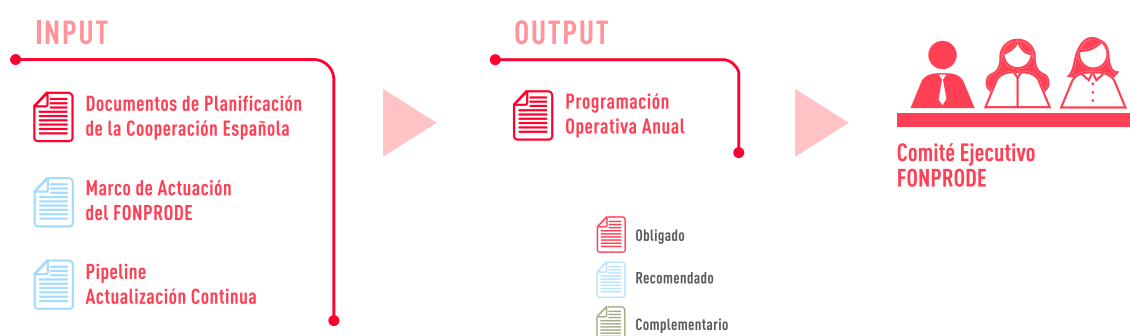 INPUT
Documentos de Planificación
de la Cooperación Española
Marco de Actuación
del FONPRODE
Pipeline
Actualización Continua
OUTPUT
Programación
Operativa Anual
Obligado
Recomendado
Complementario
Comité Ejecutivo
FONPRODE